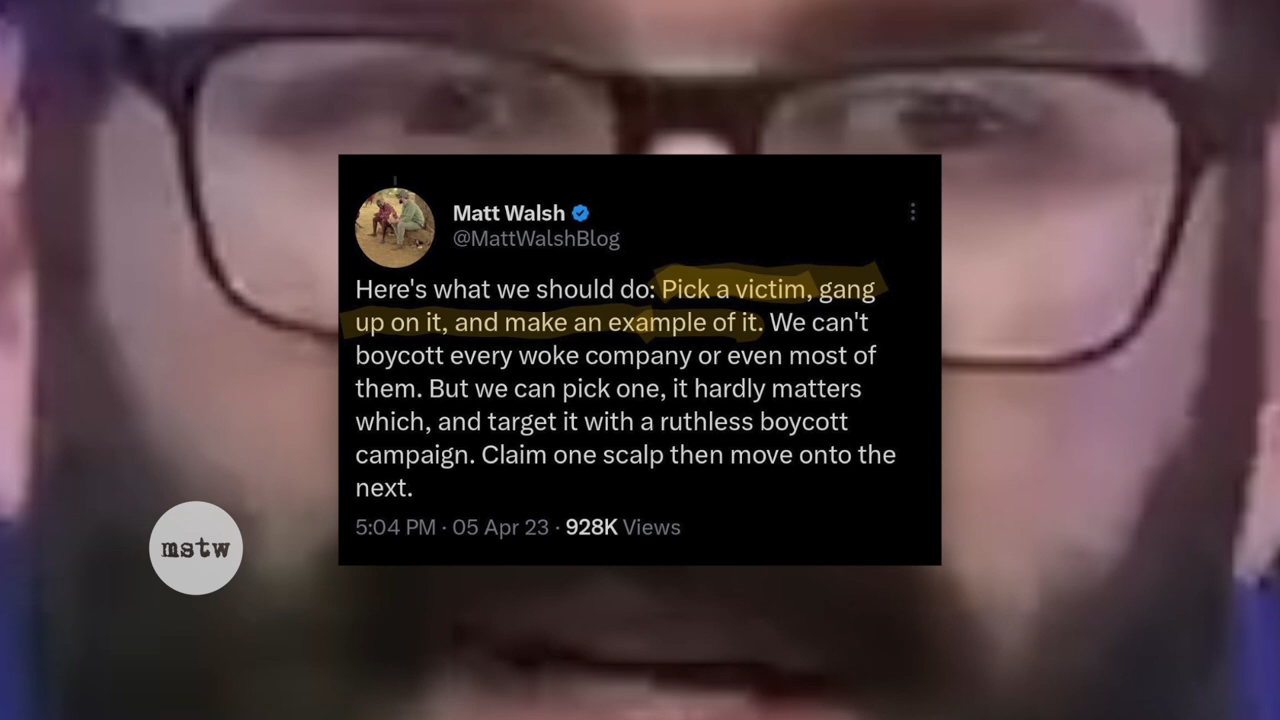 Matt Walsh
@MattWalshBlog
Here's what we should do: Pick a victim, gang
up on it, and make an example of it. We can't
boycott every woke company or even most of
them. But we can pick one, it hardly matters
which, and target it with a ruthless boycott
campaign. Claim one scalp then move onto the
next.
5:04 PM · 05 Apr 23 · 928K Views
mstw